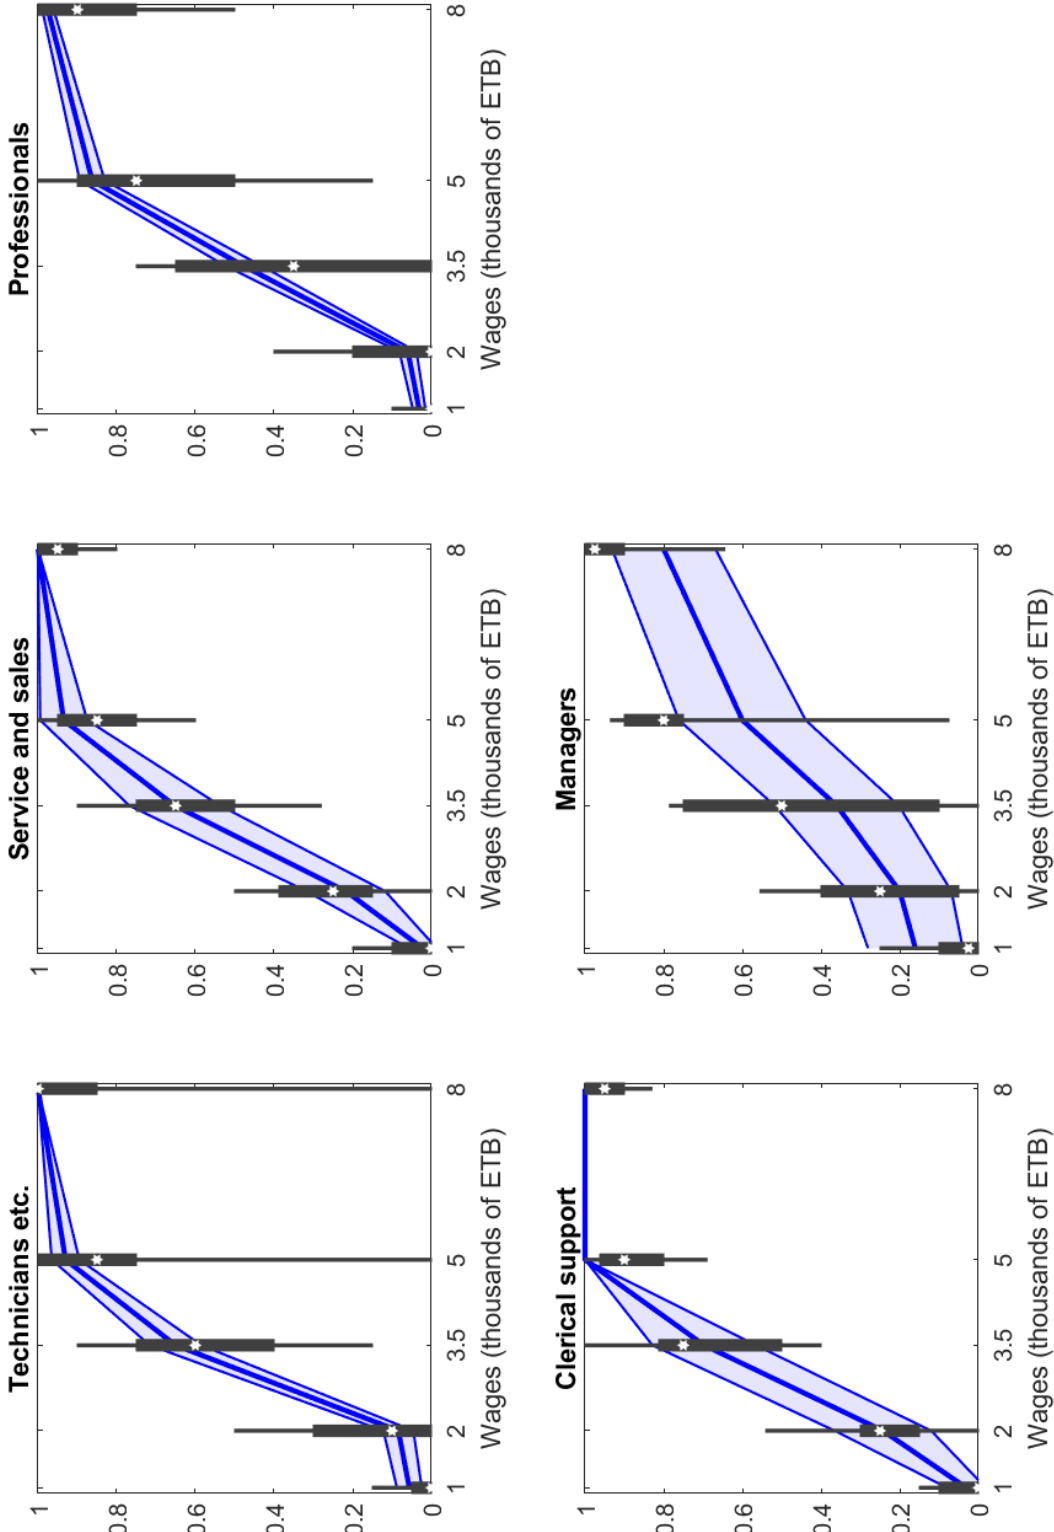 Technicians etc.
1
0.8
0.6
0.4
0.2
0
1 2 3.5 5 8
Wages (thousands of ETB)
Service and sales
1
0.8
0.6
0.4
0.2
0
1 2 3.5 5 8
Wages (thousands of ETB)
Professionals
1
0.8
0.6
0.4
0.2
0
1 2 3.5 5 8
Wages (thousands of ETB)
Clerical support
1
0.8
0.6
0.4
0.2
0
1 2 3.5 5 8
Wages (thousands of ETB)
Managers
1
0.8
0.6
0.4
0.2
0
1 2 3.5 5 8
Wages (thousands of ETB)